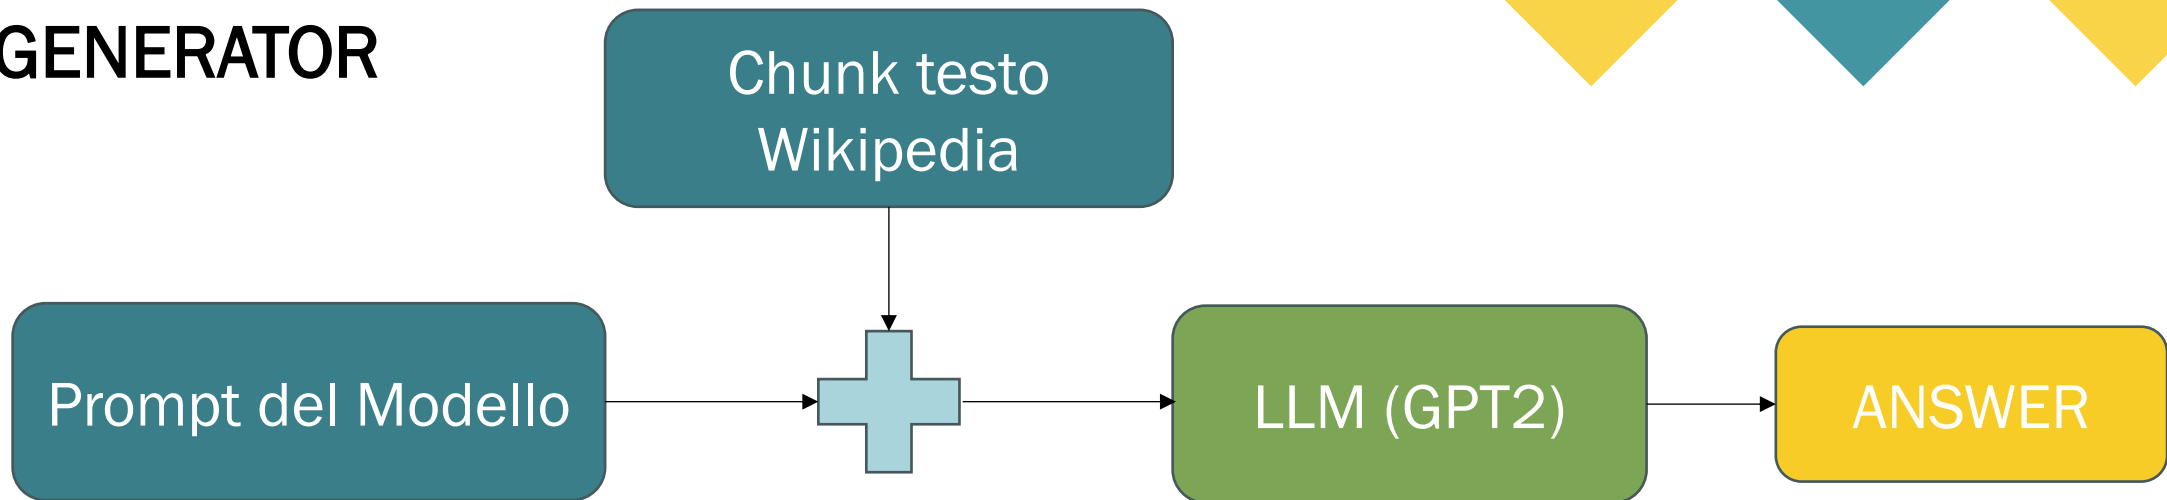 GENERATOR
Chunk testo
Wikipedia
Prompt del Modello
LLM (GPT2)
ANSWER